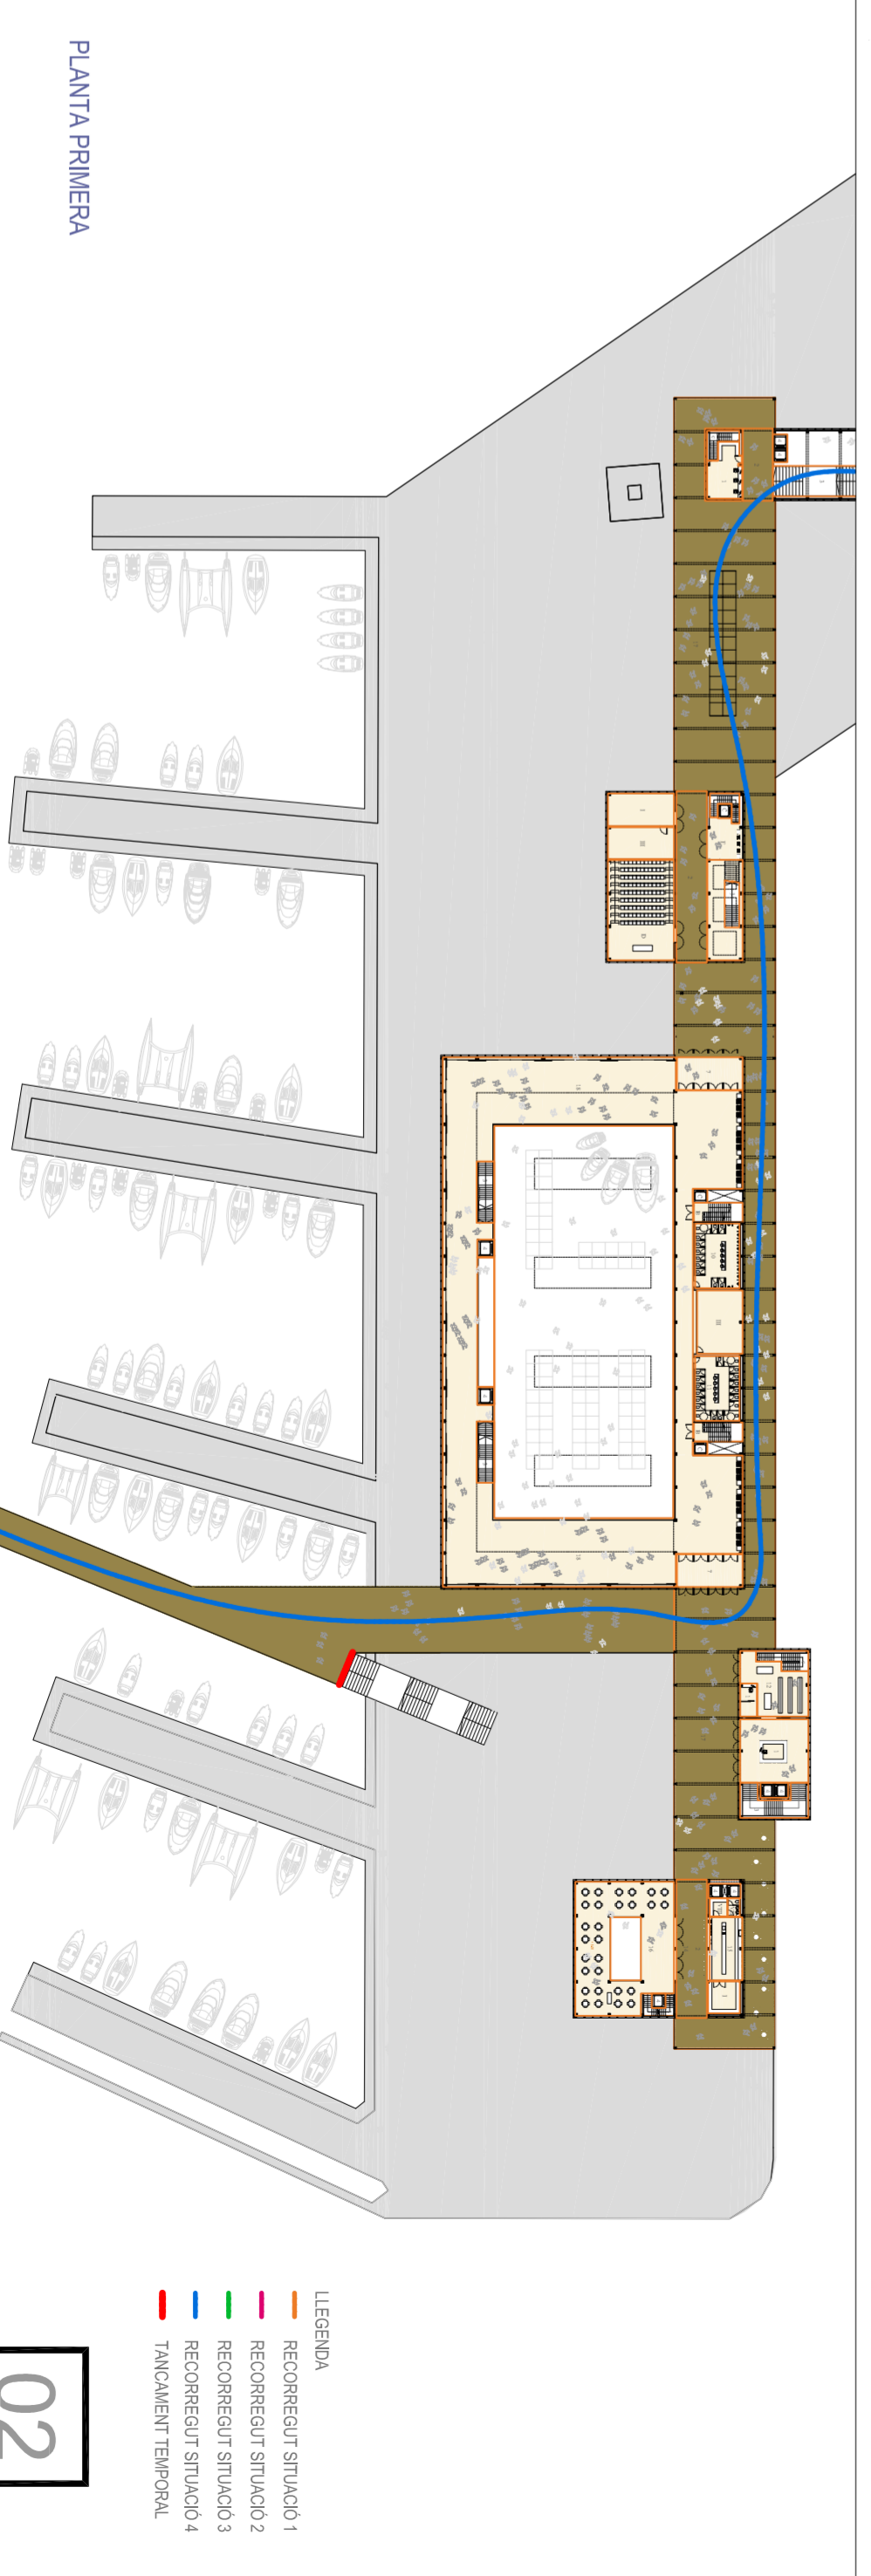 PLANTA PRIMERA
LLEGENDA
RECORREGUT SITUACIÓ 1
RECORREGUT SITUACIÓ 2
RECORREGUT SITUACIÓ 3
RECORREGUT SITUACIÓ 4
TANCAMENT TEMPORAL
02